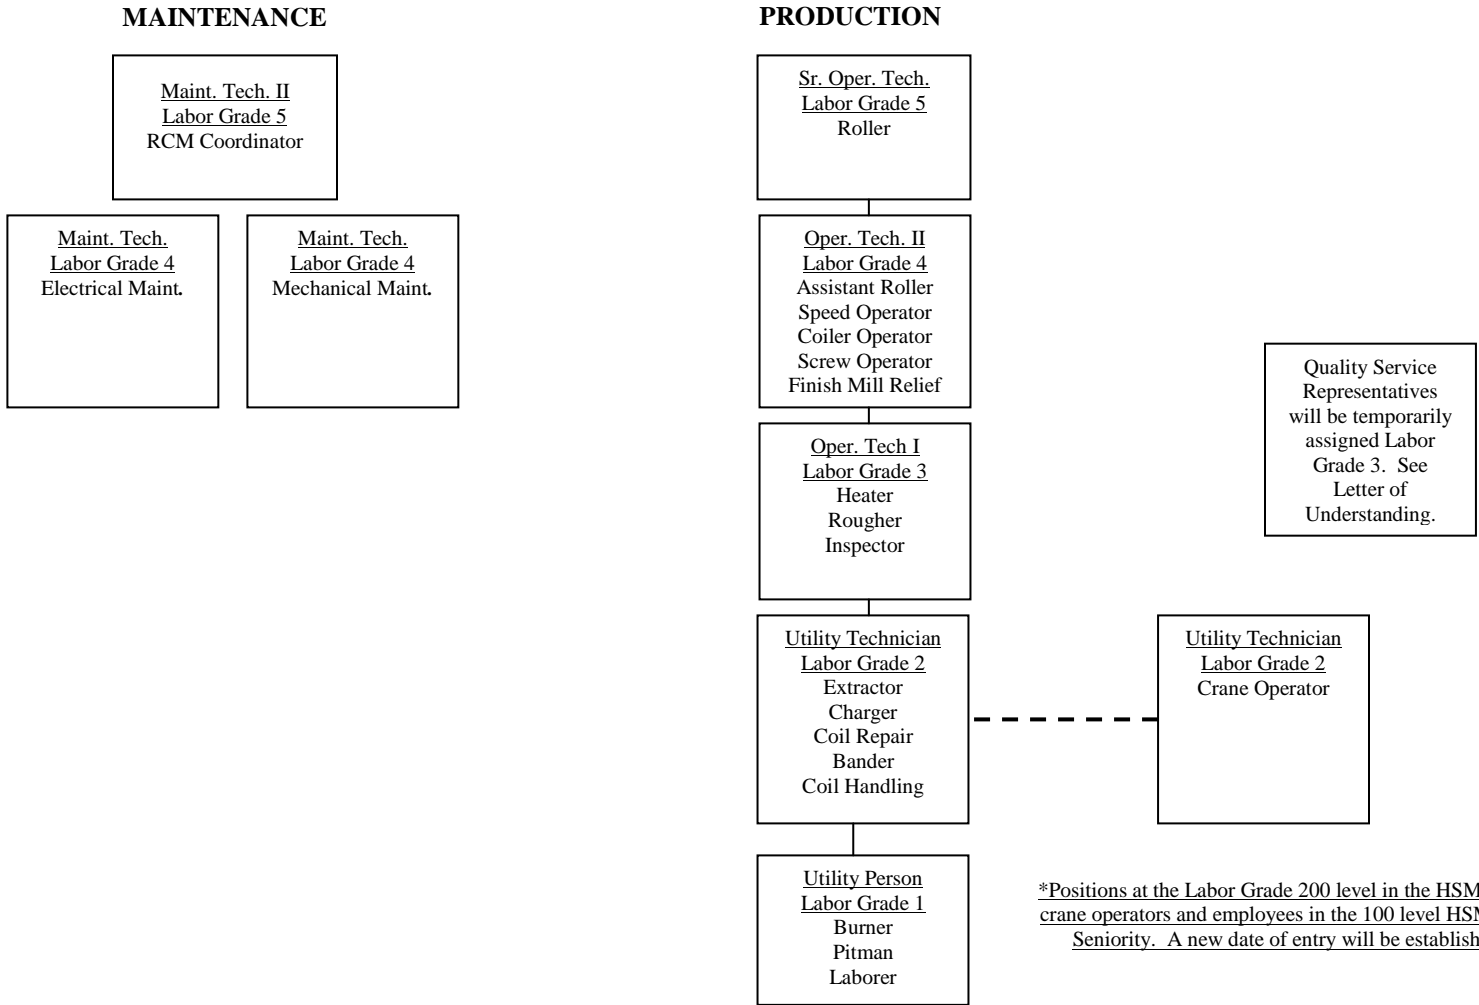 MAINTENANCE
Maint. Tech. II
Labor Grade 5
RCM Coordinator
Maint. Tech.
Labor Grade 4
Electrical Maint.
Maint. Tech.
Labor Grade 4
Mechanical Maint.
PRODUCTION
Sr. Oper. Tech.
Labor Grade 5
Roller
Oper. Tech. II
Labor Grade 4
Assistant Roller
Speed Operator
Coiler Operator
Screw Operator
Finish Mill Relief
Oper. Tech I
Labor Grade 3
Heater
Rougher
Inspector
Quality Service
Representatives
will be temporarily
assigned Labor
Grade 3. See
Letter of
Understanding.
Utility Technician
Labor Grade 2
Extractor
Charger
Coil Repair
Bander
Coil Handling
Utility Technician
Labor Grade 2
Crane Operator
Utility Person
Labor Grade 1
Burner
Pitman
Laborer
*Positions at the Labor Grade 200 level in the HSM
crane operators and employees in the 100 level HSM
Seniority. A new date of entry will be establish